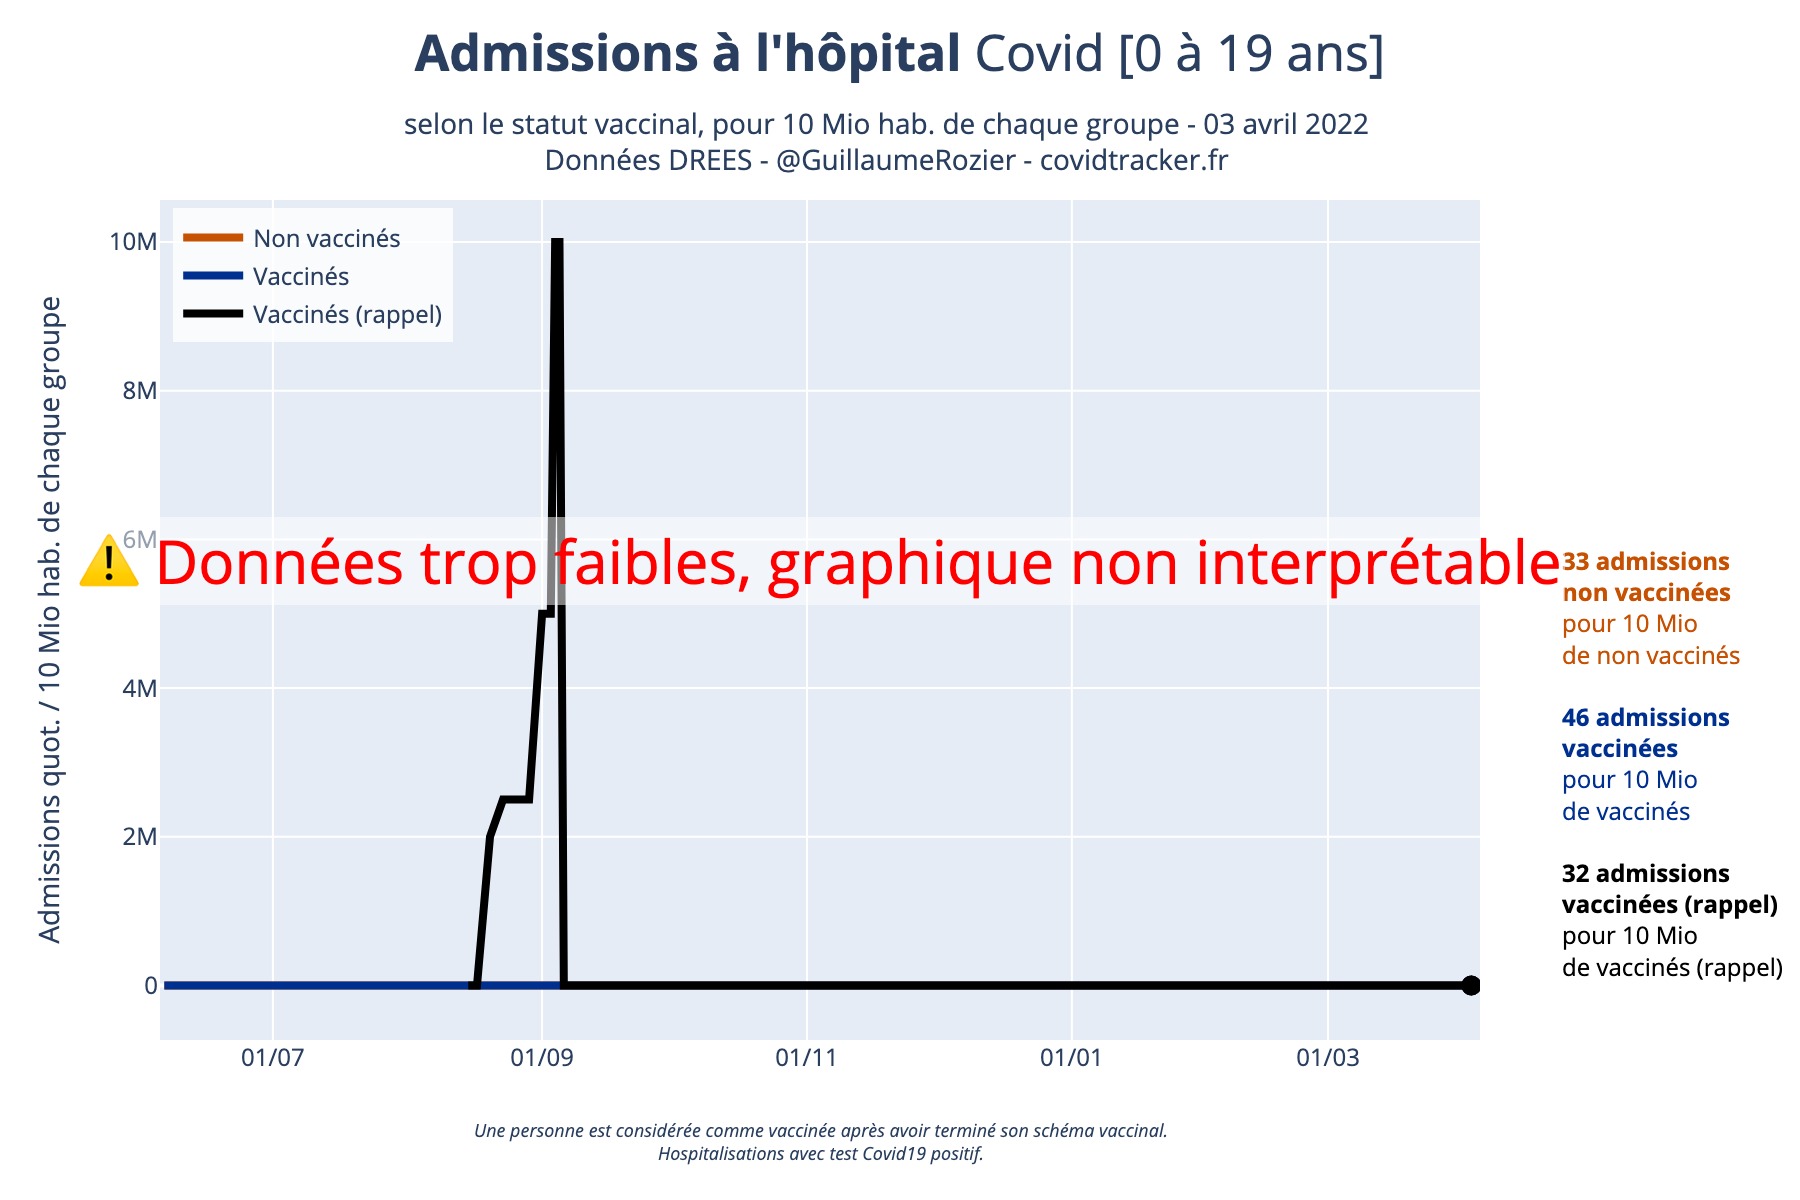 Admissions à l'hôpital Covid [0 à 19 ans]
selon le statut vaccinal, pour 10 Mio hab. de chaque groupe - 03 avril 2022
Données DREES - @GuillaumeRozier - covidtracker.fr
Non vaccinés
Vaccinés
Vaccinés (rappel)
Admissions quot. / 10 Mio hab. de chaque groupe
10M
8M
6M
4M
2M
0
Données trop faibles, graphique non interprétable
33 admissions
non vaccinées
pour 10 Mio
de non vaccinés
46 admissions
vaccinées
pour 10 Mio
de vaccinés
32 admissions
vaccinées (rappel)
pour 10 Mio
de vaccinés (rappel)
01/07
01/09
01/11
01/01
01/03
Une personne est considérée comme vaccinée après avoir terminé son schéma vaccinal.
Hospitalisations avec test Covid19 positif.